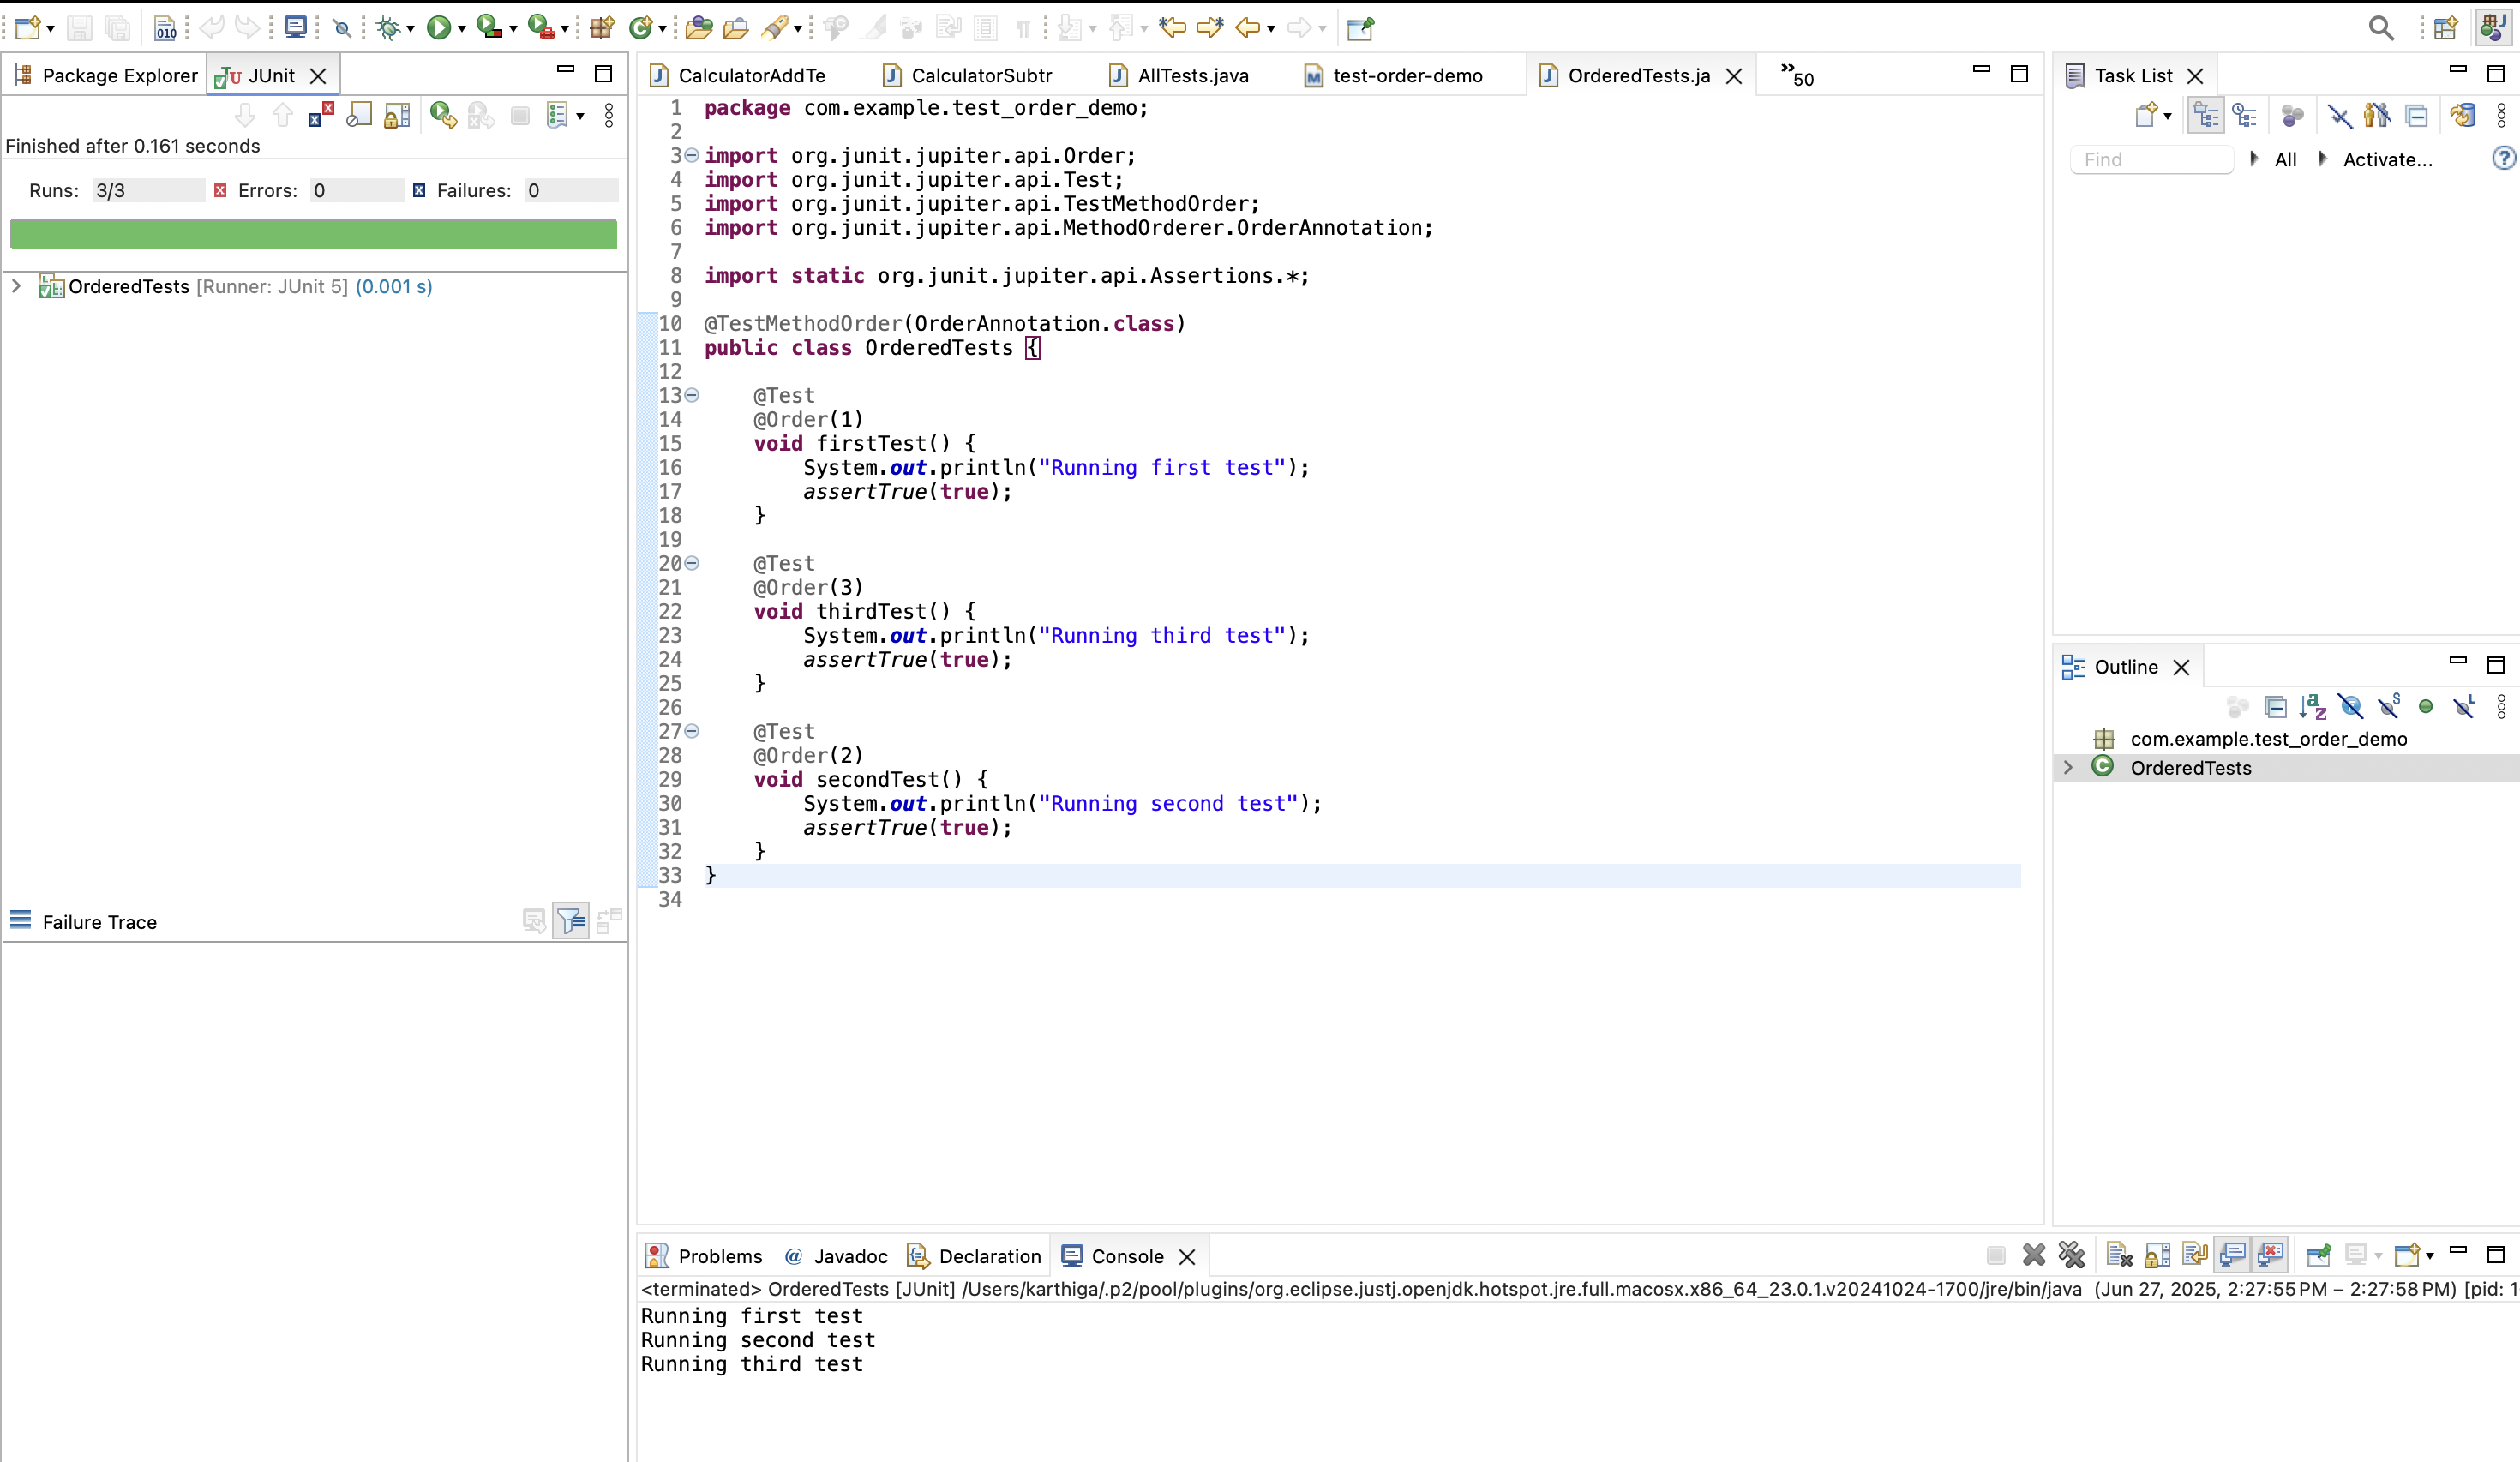 Package Explorer
JUnit
Finished after 0.161 seconds
Runs: 3/3 Errors: 0 Failures: 0
OrderedTests [Runner: JUnit 5] (0.001 s)
Failure Trace
CalculatorAddTe CalculatorSubtr AllTests.java test-order-demo OrderedTests.ja »50
1 package com.example.test_order_demo;
2
3 import org.junit.jupiter.api.Order;
4 import org.junit.jupiter.api.Test;
5 import org.junit.jupiter.api.TestMethodOrder;
6 import org.junit.jupiter.api.MethodOrderer.OrderAnnotation;
7
8 import static org.junit.jupiter.api.Assertions.*;
9
10 @TestMethodOrder(OrderAnnotation.class)
11 public class OrderedTests {
12
13     @Test
14     @Order(1)
15     void firstTest() {
16         System.out.println("Running first test");
17         assertTrue(true);
18     }
19
20     @Test
21     @Order(3)
22     void thirdTest() {
23         System.out.println("Running third test");
24         assertTrue(true);
25     }
26
27     @Test
28     @Order(2)
29     void secondTest() {
30         System.out.println("Running second test");
31         assertTrue(true);
32     }
33 }
34
Task List
Find All Activate...
Outline
com.example.test_order_demo
OrderedTests
Problems Javadoc Declaration Console
<terminated> OrderedTests [JUnit] /Users/karthiga/.p2/pool/plugins/org.eclipse.justj.openjdk.hotspot.jre.full.macosx.x86_64_23.0.1.v20241024-1700/jre/bin/java (Jun 27, 2025, 2:27:55 PM – 2:27:58 PM) [pid: 1
Running first test
Running second test
Running third test